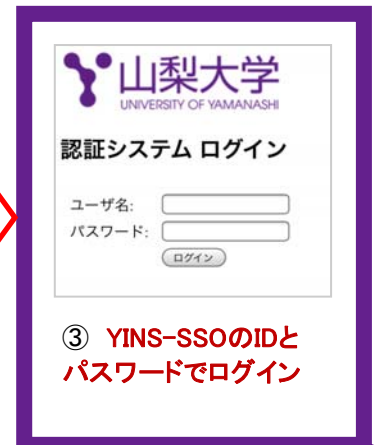 山梨大学
UNIVERSITY OF YAMANASHI
認証システム ログイン
ユーザ名:
パスワード:
ログイン
③ YINS-SSOのIDと
パスワードでログイン